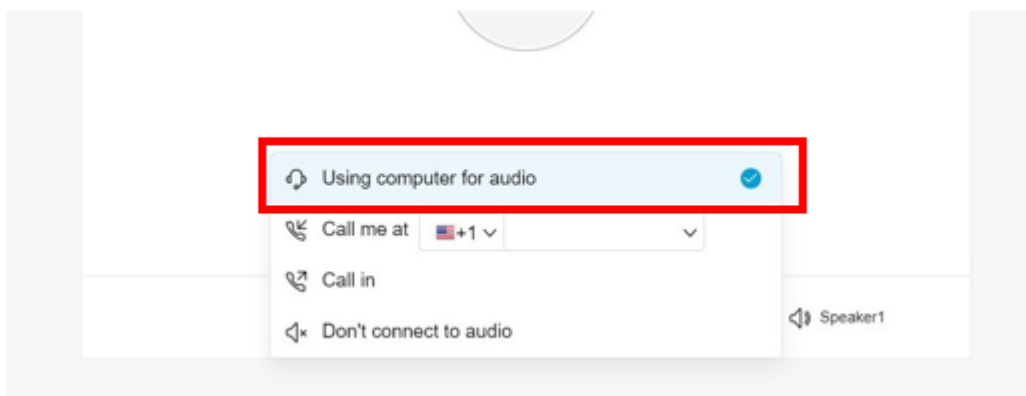 Using computer for audio
Call me at +1
Call in
Don't connect to audio
Speaker1